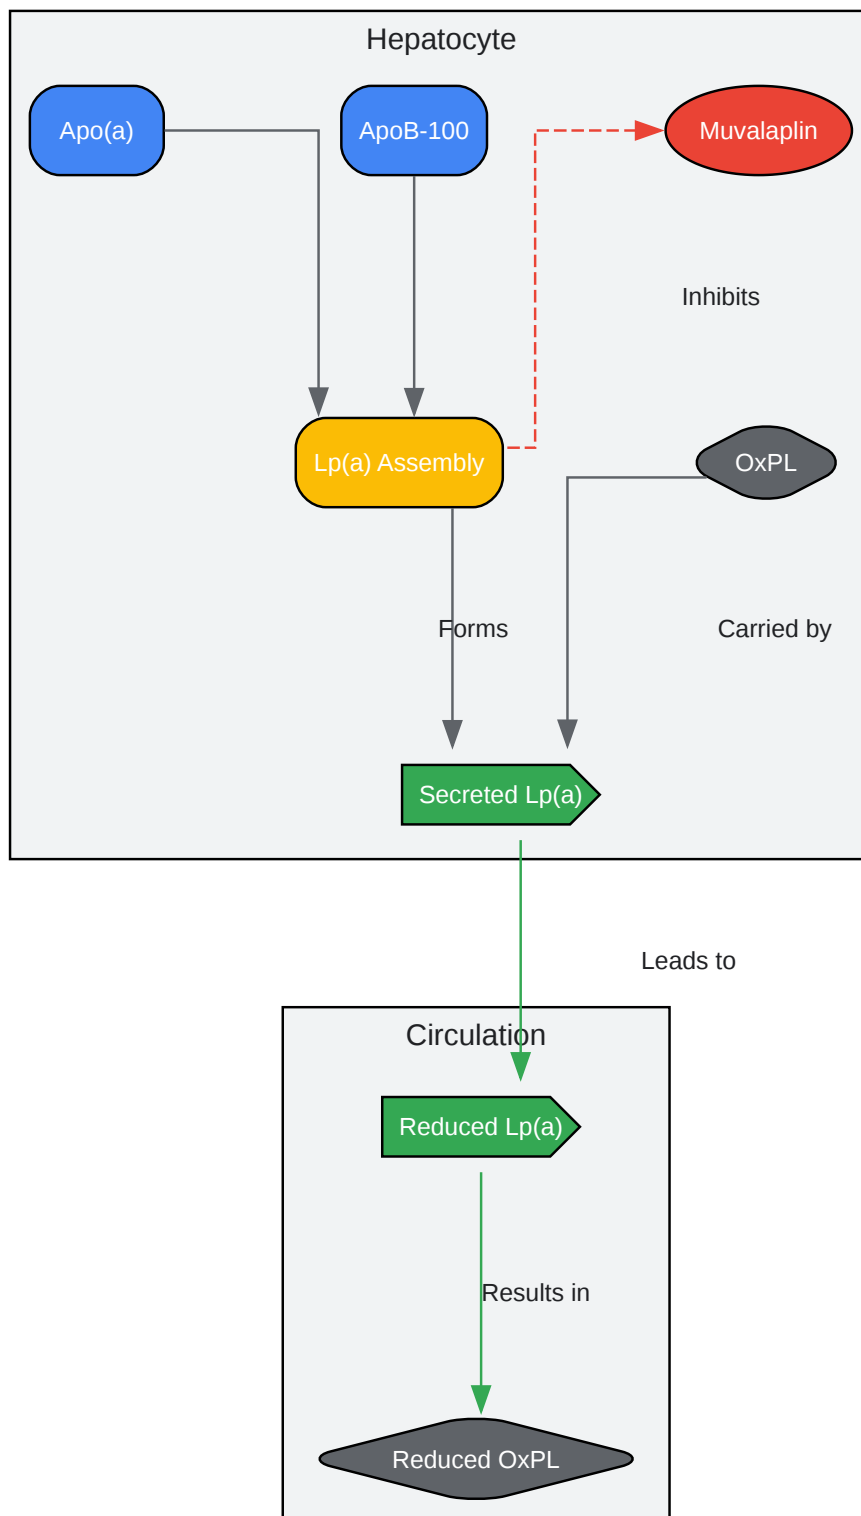 Hepatocyte
Apo(a)
ApoB-100
Muvalaplin
Inhibits
Lp(a) Assembly
OxPL
Forms
Carried by
Secreted Lp(a)
Leads to
Circulation
Reduced Lp(a)
Results in
Reduced OxPL